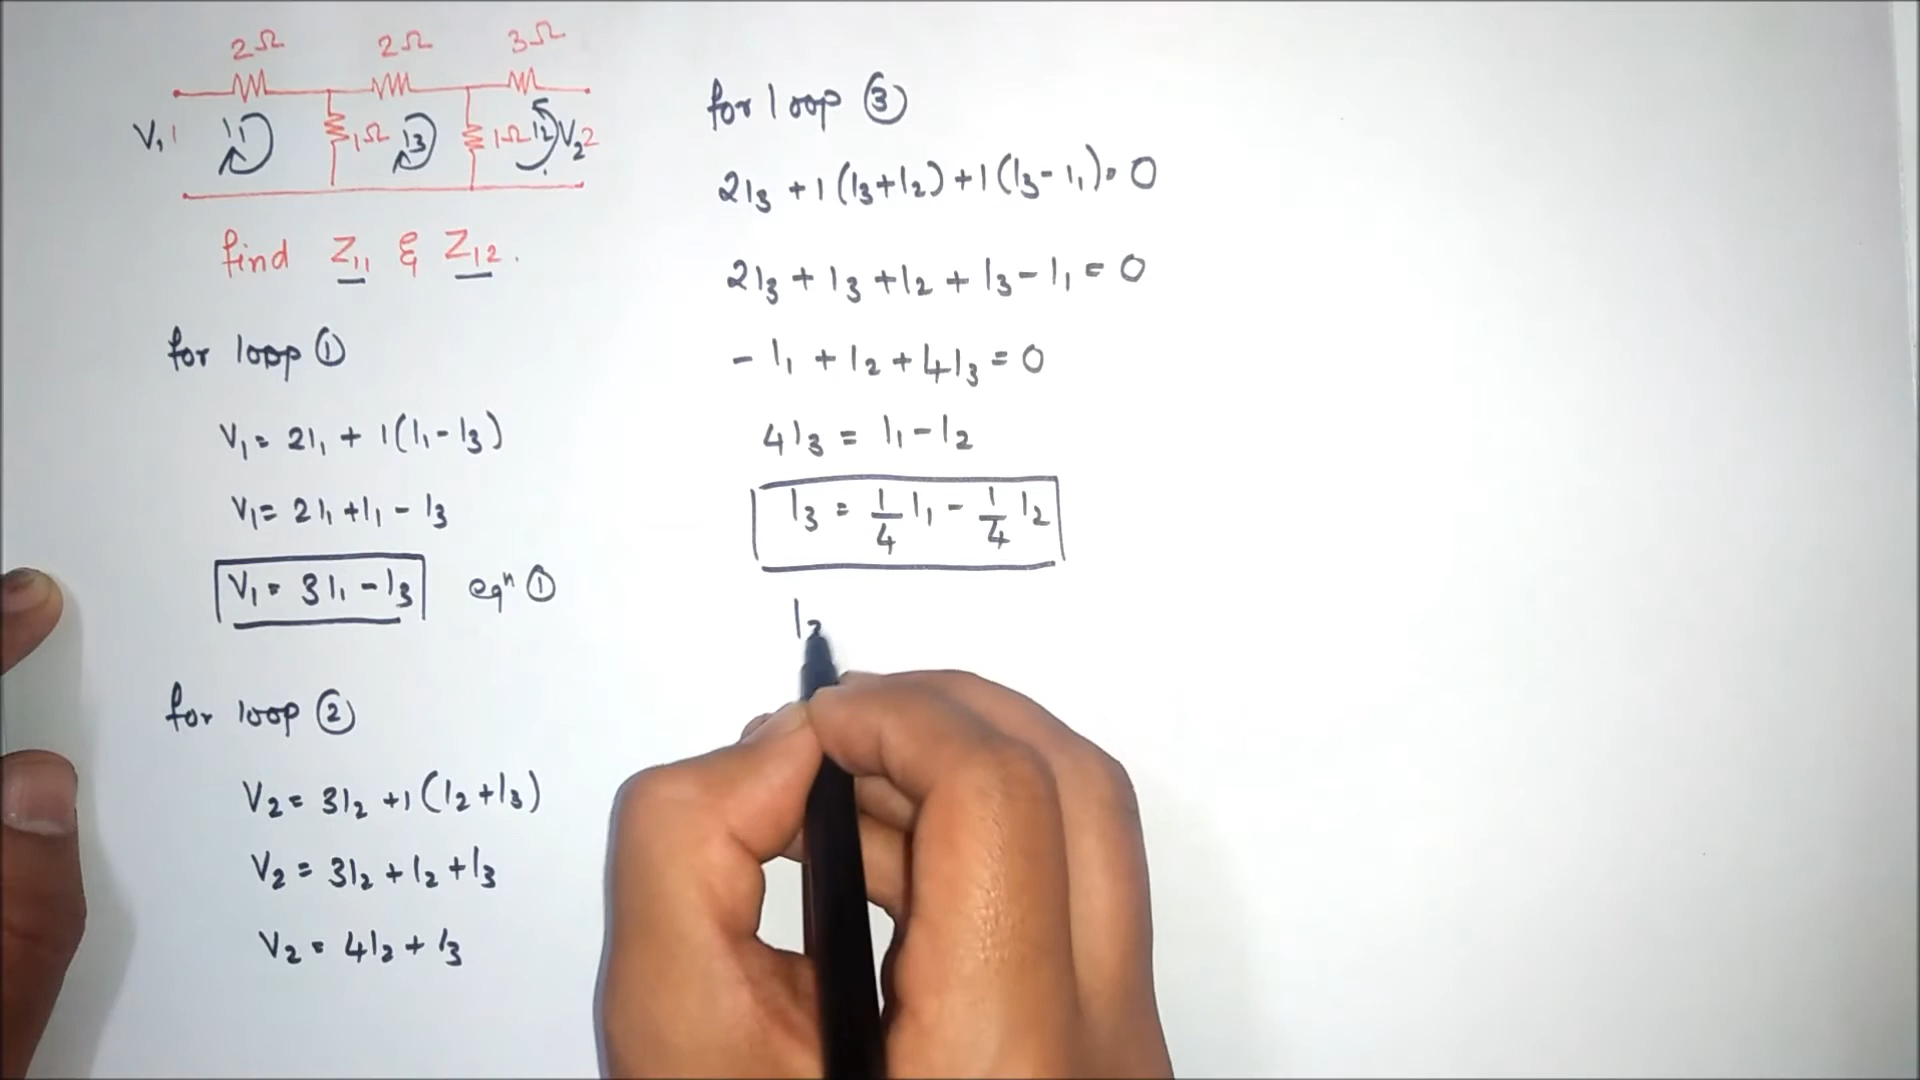 2Ω 2Ω 3Ω
V₁ 1 I₁ 1Ω I₃ 1Ω I₂ V₂ 2
find Z₁₁ & Z₁₂.
for loop ①
V₁ = 2I₁ + 1(I₁ - I₃)
V₁ = 2I₁ + I₁ - I₃
V₁ = 3I₁ - I₃ eqⁿ ①
for loop ②
V₂ = 3I₂ + 1(I₂ + I₃)
V₂ = 3I₂ + I₂ + I₃
V₂ = 4I₂ + I₃
for loop ③
2I₃ + 1(I₃ + I₂) + 1(I₃ - I₁) = 0
2I₃ + I₃ + I₂ + I₃ - I₁ = 0
- I₁ + I₂ + 4I₃ = 0
4I₃ = I₁ - I₂
I₃ = 1/4 I₁ - 1/4 I₂